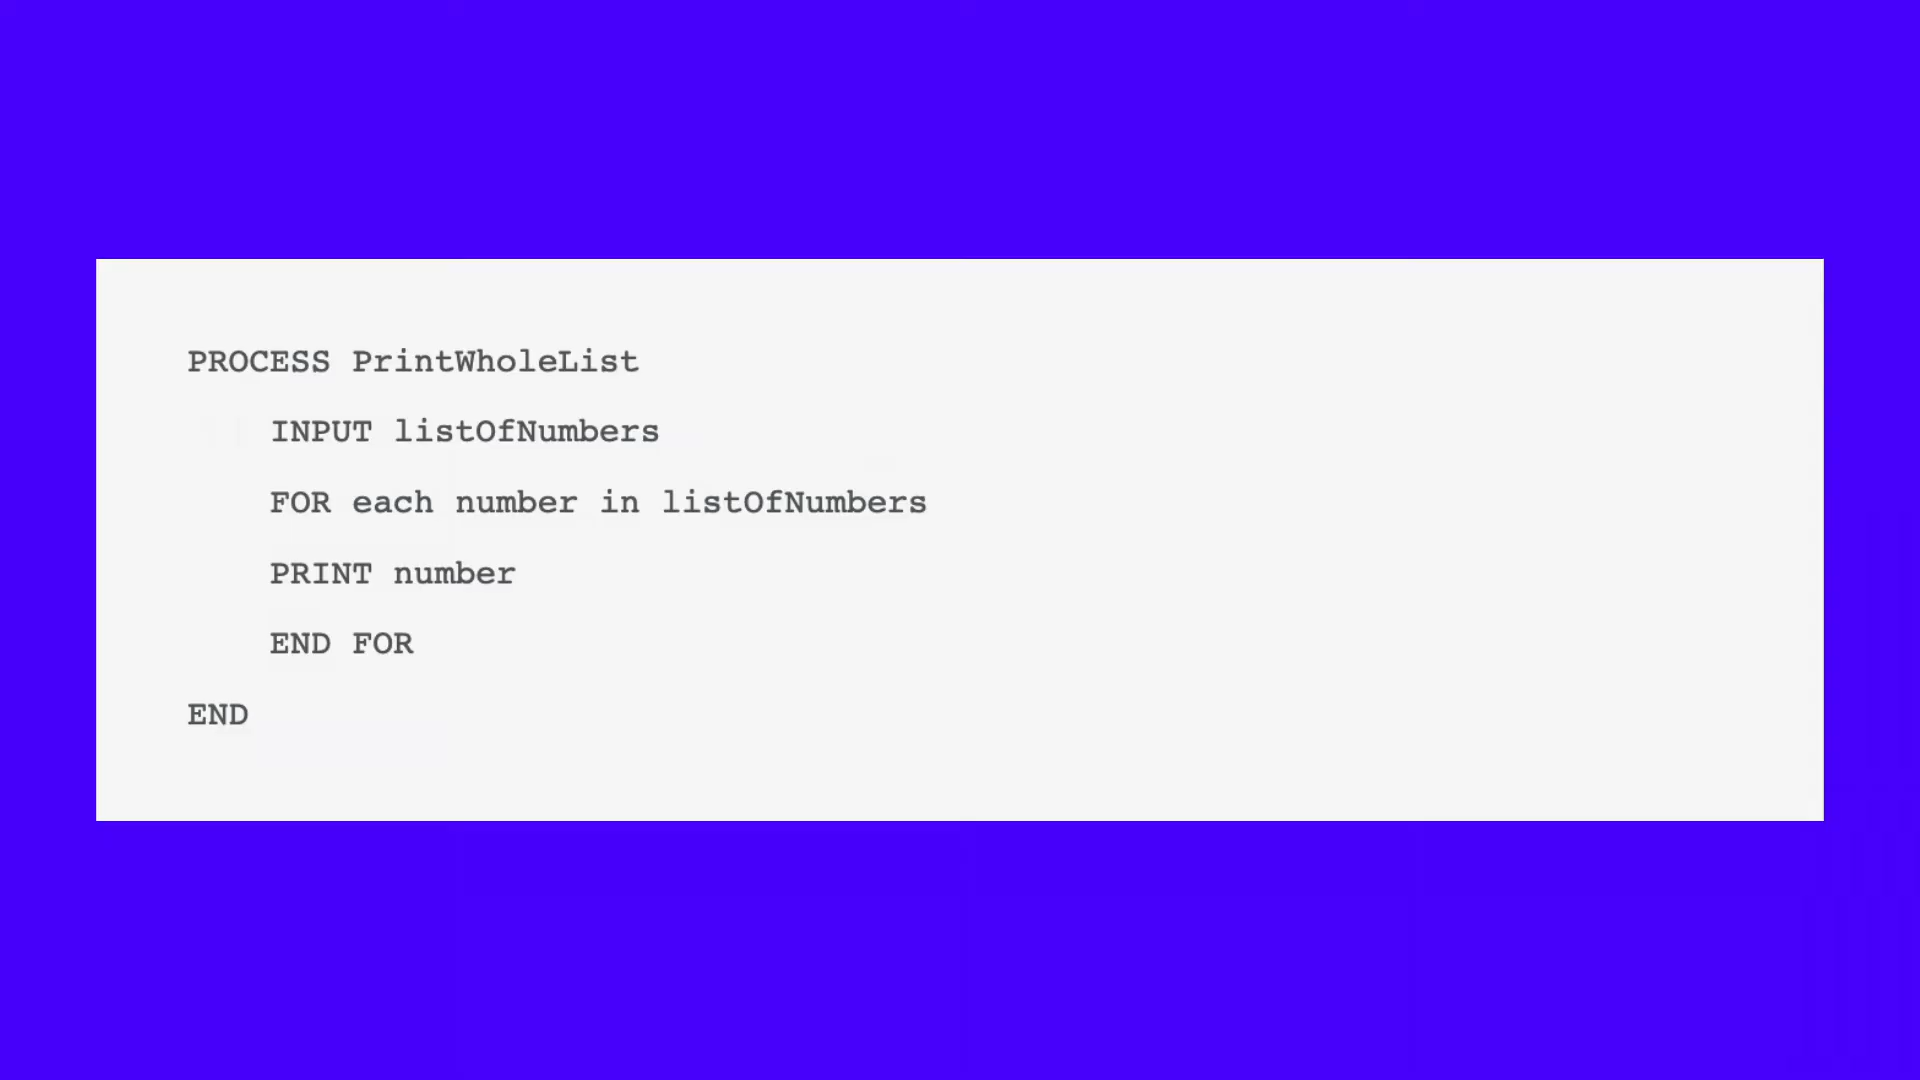 PROCESS PrintWholeList
INPUT listOfNumbers
FOR each number in listOfNumbers
PRINT number
END FOR
END